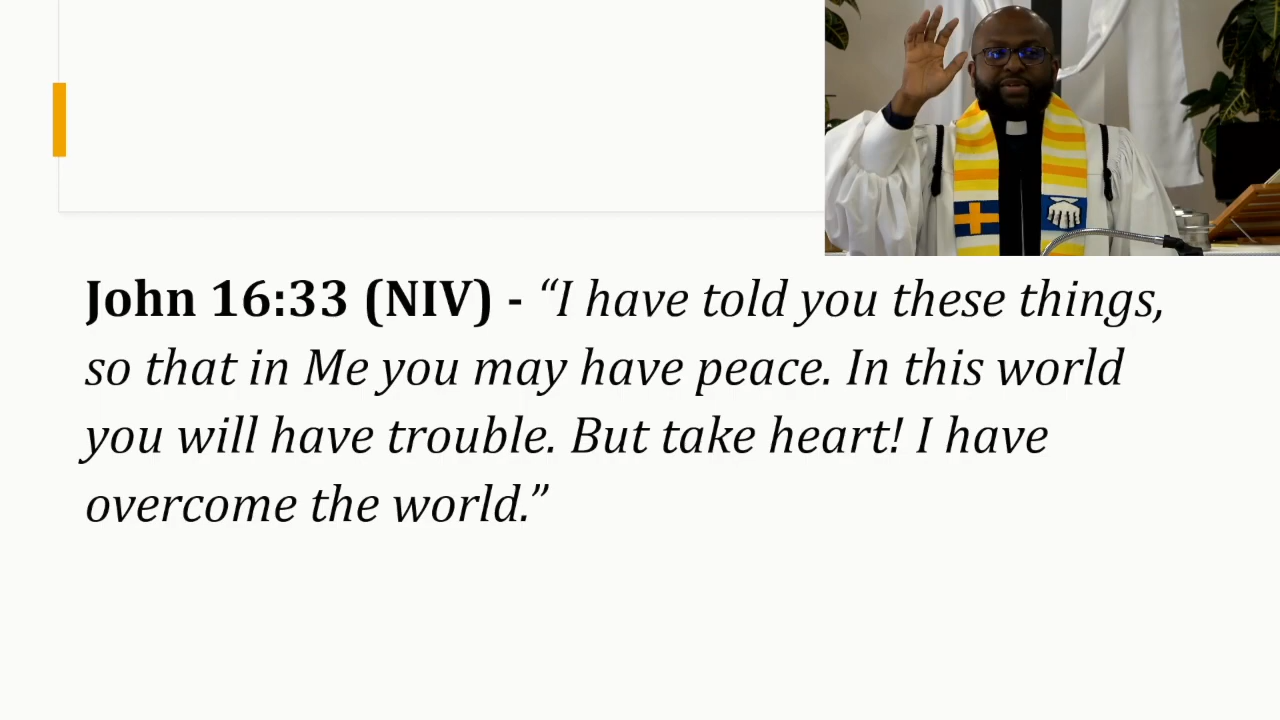 John 16:33 (NIV) - “I have told you these things,
so that in Me you may have peace. In this world
you will have trouble. But take heart! I have
overcome the world.”